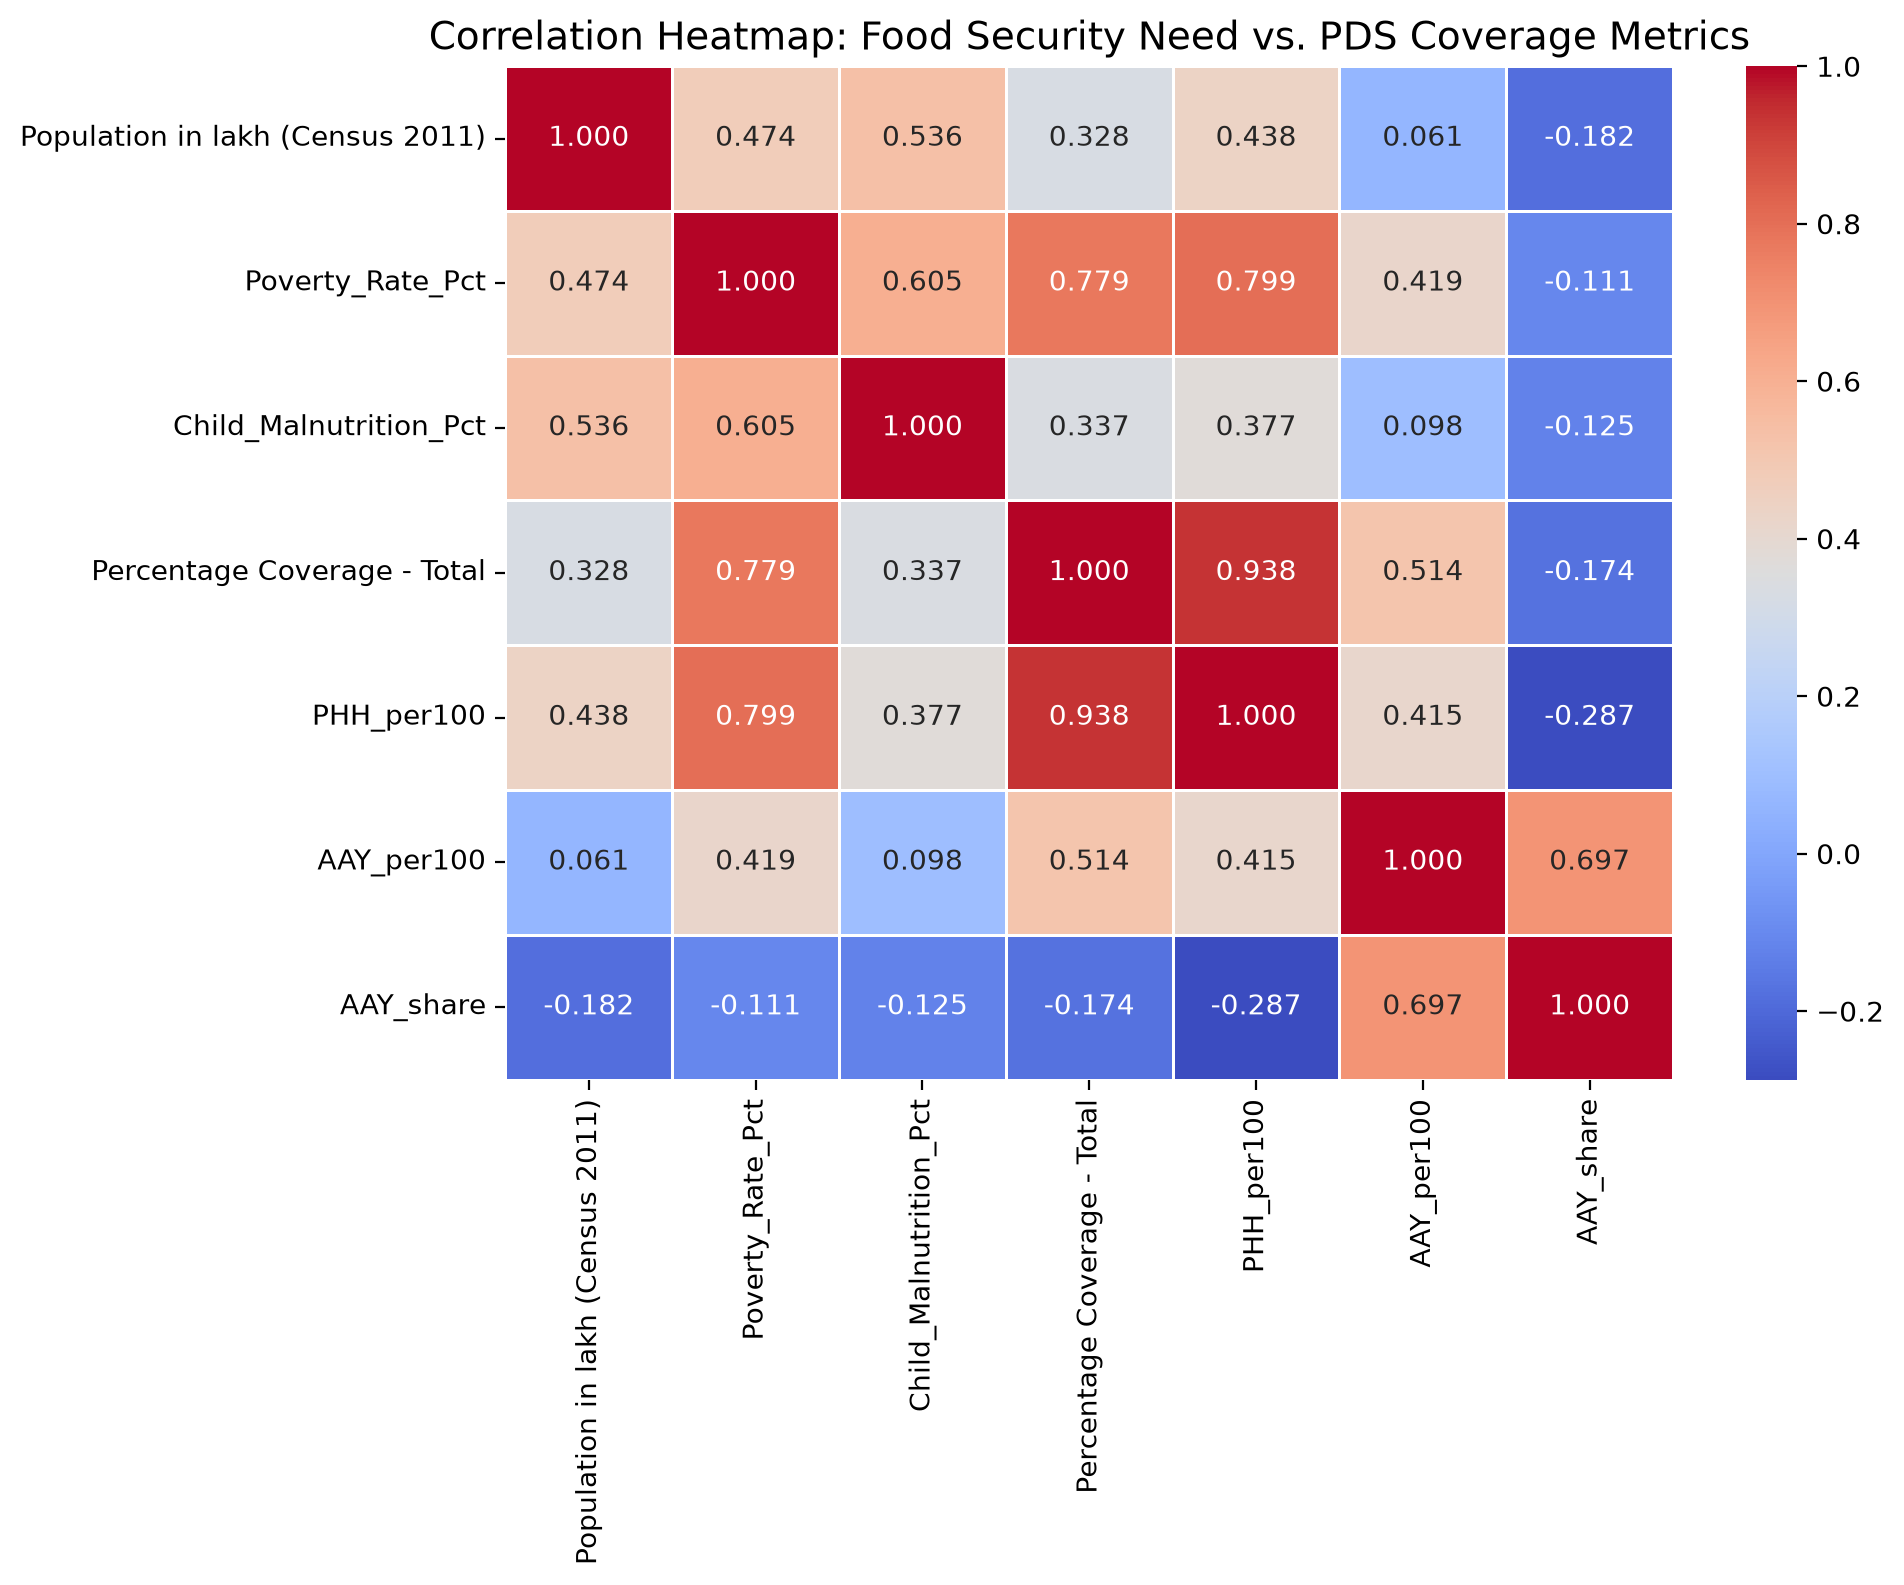 Correlation Heatmap: Food Security Need vs. PDS Coverage Metrics
Population in lakh (Census 2011) 1.000 0.474 0.536 0.328 0.438 0.061 -0.182
Poverty_Rate_Pct 0.474 1.000 0.605 0.779 0.799 0.419 -0.111
Child_Malnutrition_Pct 0.536 0.605 1.000 0.337 0.377 0.098 -0.125
Percentage Coverage - Total 0.328 0.779 0.337 1.000 0.938 0.514 -0.174
PHH_per100 0.438 0.799 0.377 0.938 1.000 0.415 -0.287
AAY_per100 0.061 0.419 0.098 0.514 0.415 1.000 0.697
AAY_share -0.182 -0.111 -0.125 -0.174 -0.287 0.697 1.000
Population in lakh (Census 2011)
Poverty_Rate_Pct
Child_Malnutrition_Pct
Percentage Coverage - Total
PHH_per100
AAY_per100
AAY_share
1.0
0.8
0.6
0.4
0.2
0.0
−0.2